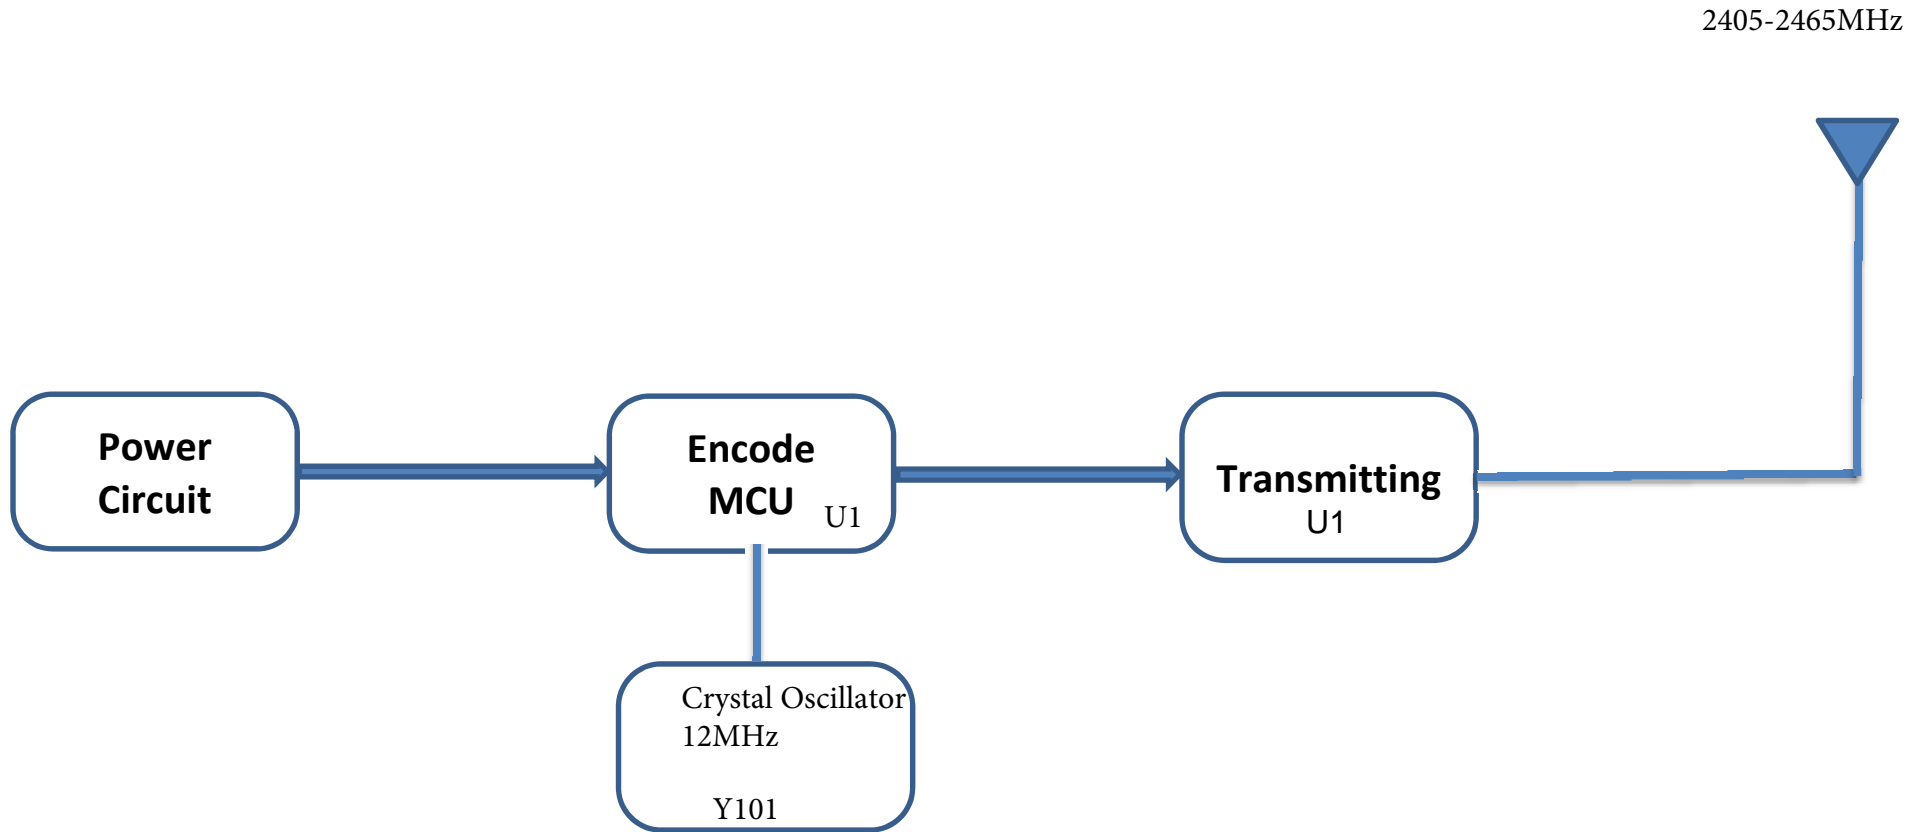 2405-2465MHz
Power
Circuit
Encode
MCU
U1
Transmitting
U1
Crystal Oscillator
12MHz
Y101